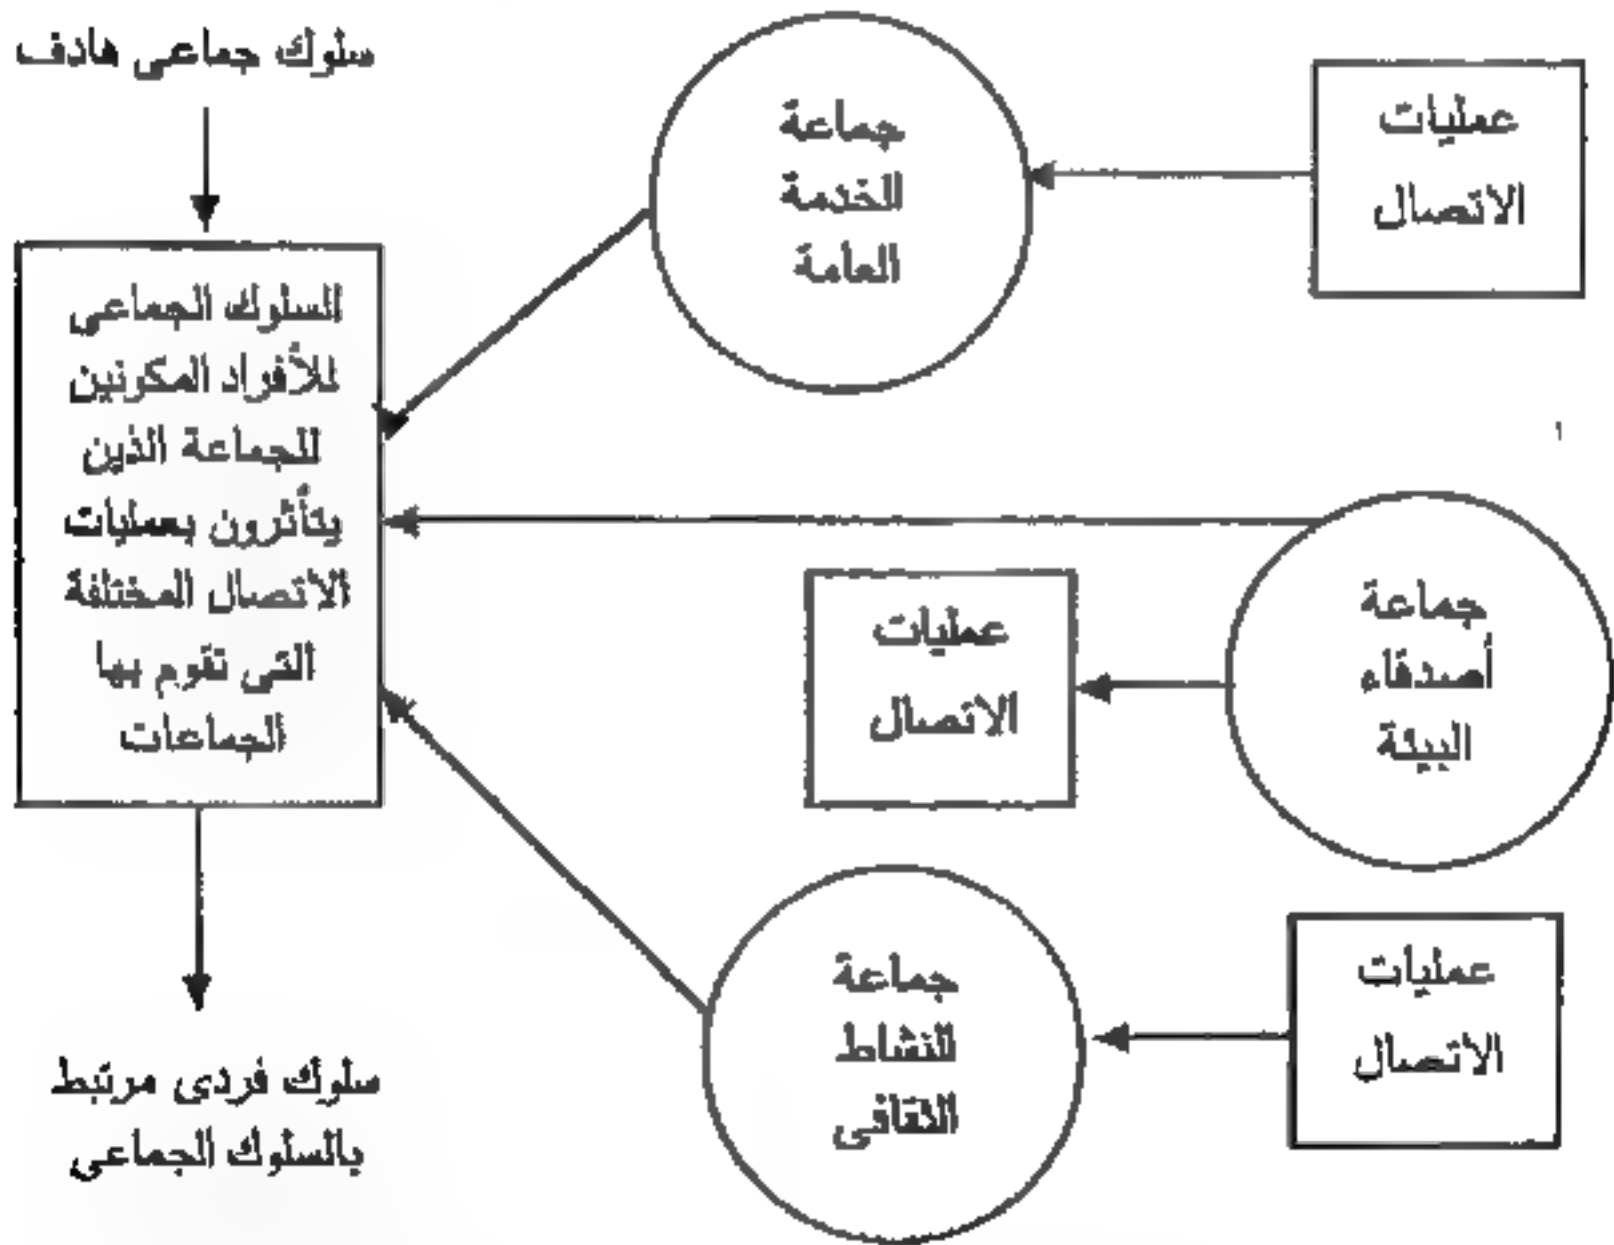 سلوك جماعى هادف
عمليات
الاتصال
جماعة
الخدمة
العامة
السلوك الجماعى
للأفراد المكونين
للجماعة الذين
يتأثرون بعمليات
الاتصال المختلفة
التى تقوم بها
الجماعات
جماعة
أصدقاء
البيئة
عمليات
الاتصال
عمليات
الاتصال
جماعة
النشاط
الثقافى
سلوك فردى مرتبط
بالسلوك الجماعى